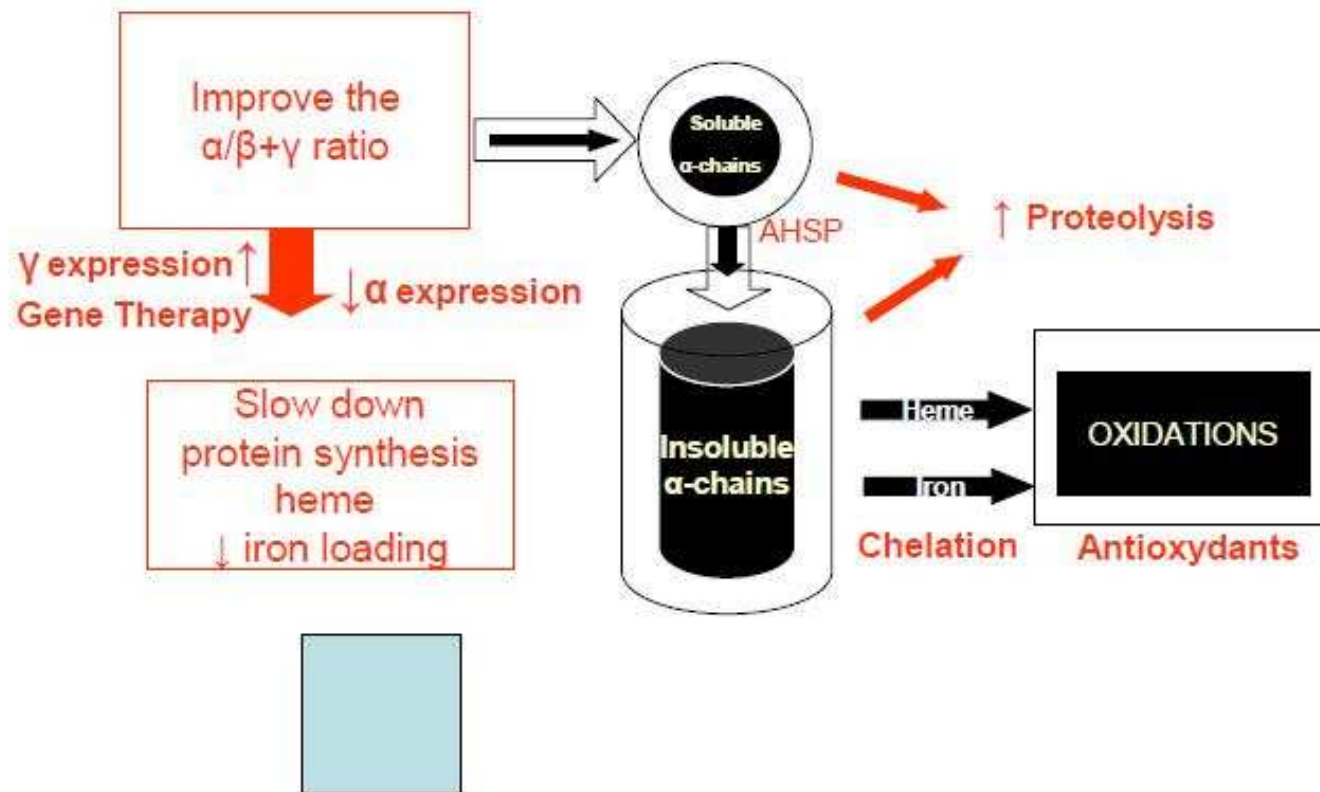 Improve the
α/β+γ ratio
Soluble
α-chains
AHSP
↑ Proteolysis
γ expression ↑
Gene Therapy
↓ α expression
Slow down
protein synthesis
heme
↓ iron loading
Insoluble
α-chains
Heme
Iron
OXIDATIONS
Chelation
Antioxydants